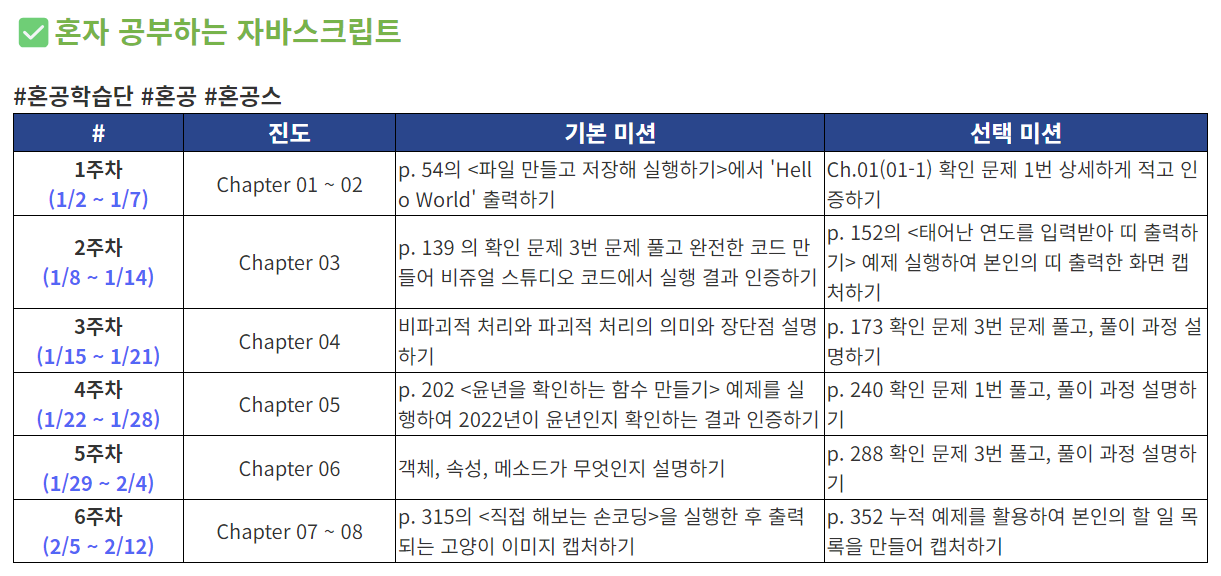 혼자 공부하는 자바스크립트
#혼공학습단 #혼공 #혼공스
# 진도 기본 미션 선택 미션
1주차
(1/2 ~ 1/7)
Chapter 01 ~ 02
p. 54의 <파일 만들고 저장해 실행하기>에서 'Hell
o World' 출력하기
Ch.01(01-1) 확인 문제 1번 상세하게 적고 인
증하기
2주차
(1/8 ~ 1/14)
Chapter 03
p. 139 의 확인 문제 3번 문제 풀고 완전한 코드 만
들어 비쥬얼 스튜디오 코드에서 실행 결과 인증하기
p. 152의 <태어난 연도를 입력받아 띠 출력하
기> 예제 실행하여 본인의 띠 출력한 화면 캡
처하기
3주차
(1/15 ~ 1/21)
Chapter 04
비파괴적 처리와 파괴적 처리의 의미와 장단점 설명
하기
p. 173 확인 문제 3번 문제 풀고, 풀이 과정 설
명하기
4주차
(1/22 ~ 1/28)
Chapter 05
p. 202 <윤년을 확인하는 함수 만들기> 예제를 실
행하여 2022년이 윤년인지 확인하는 결과 인증하기
p. 240 확인 문제 1번 풀고, 풀이 과정 설명하
기
5주차
(1/29 ~ 2/4)
Chapter 06
객체, 속성, 메소드가 무엇인지 설명하기
p. 288 확인 문제 3번 풀고, 풀이 과정 설명하
기
6주차
(2/5 ~ 2/12)
Chapter 07 ~ 08
p. 315의 <직접 해보는 손코딩>을 실행한 후 출력
되는 고양이 이미지 캡처하기
p. 352 누적 예제를 활용하여 본인의 할 일 목
록을 만들어 캡처하기